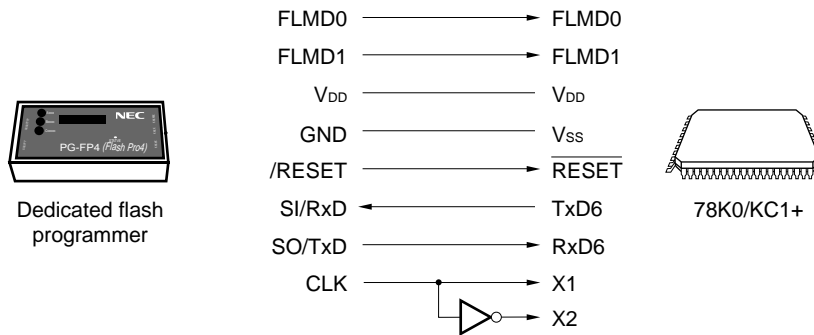 FLMD0 FLMD0
FLMD1 FLMD1
VDD VDD
GND VSS
/RESET RESET
SI/RxD TxD6
SO/TxD RxD6
CLK X1
X2
NEC
PG-FP4 (Flash Pro4)
Dedicated flash
programmer
78K0/KC1+